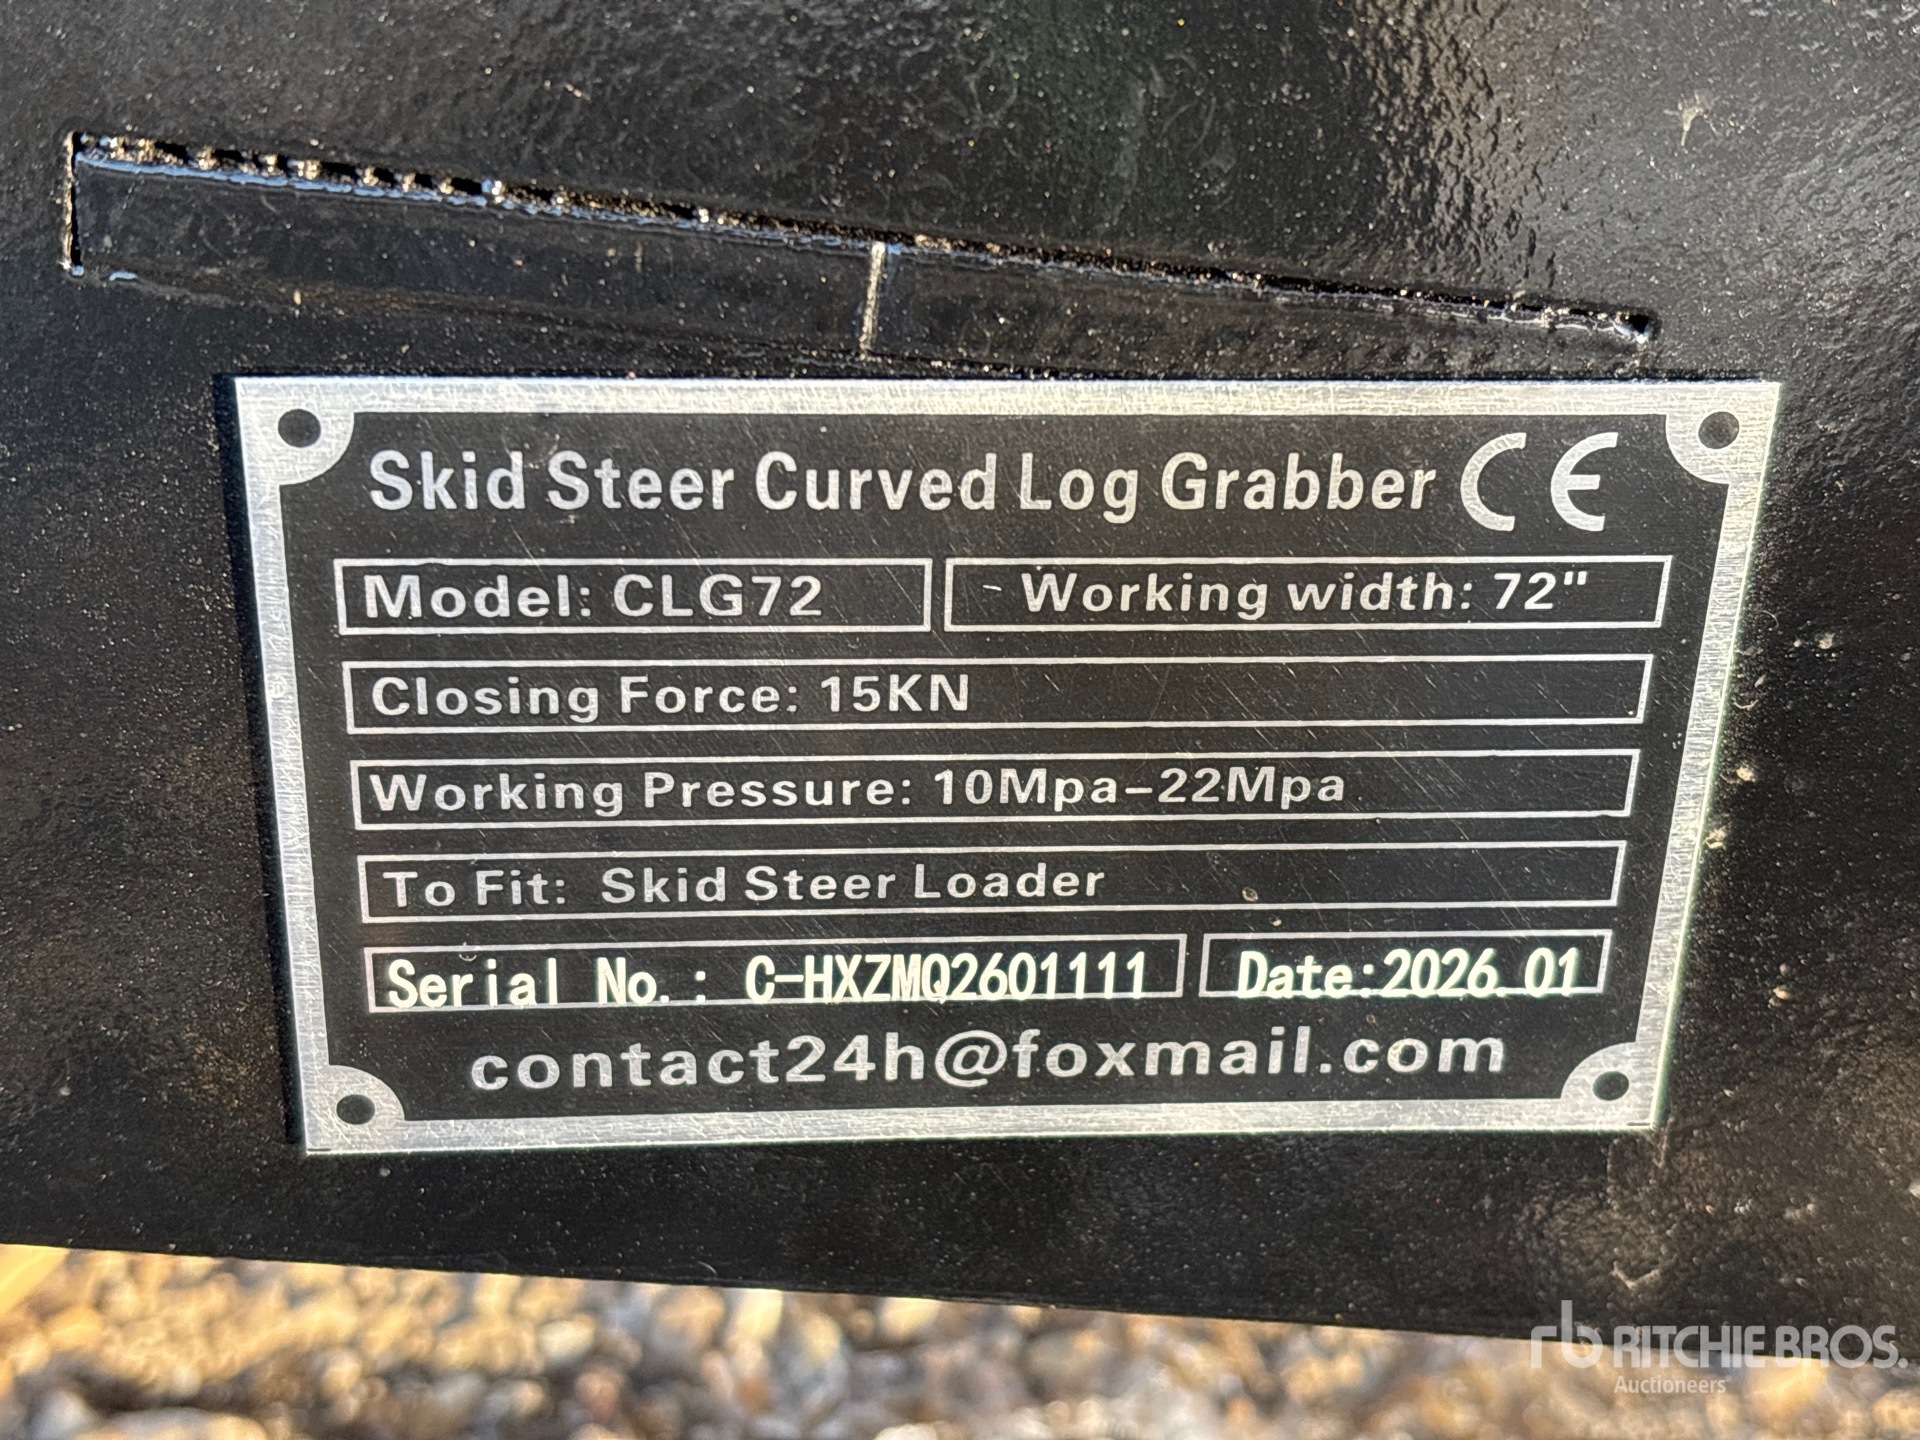 Skid Steer Curved Log Grabber CE
Model: CLG72
Working width: 72"
Closing Force: 15KN
Working Pressure: 10Mpa-22Mpa
To Fit: Skid Steer Loader
Serial No.: C-HXZMQ2601111
Date:2026.01
contact24h@foxmail.com
rb RITCHIE BROS.
Auctioneers